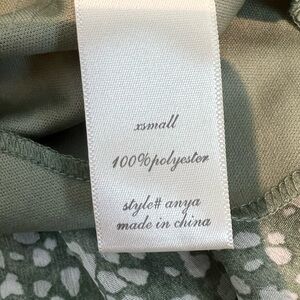 xsmall
100%polyester
style# anya
made in china